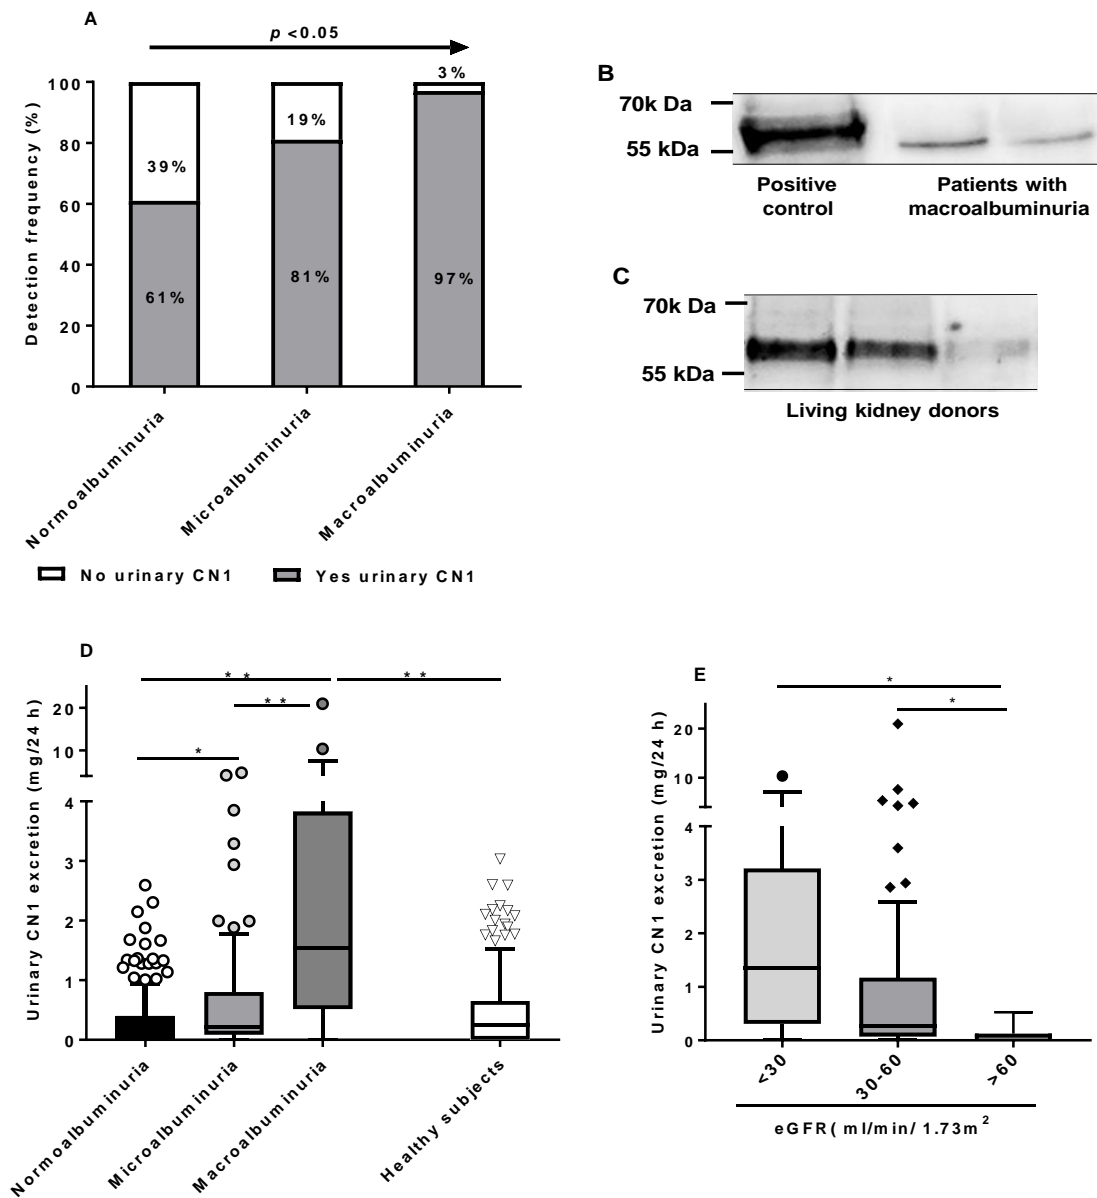 A
p <0.05
Detection frequency (%)
100
80
60
40
20
0
39%
61%
19%
81%
3%
97%
Normoalbuminuria
Microalbuminuria
Macroalbuminuria
No urinary CN1
Yes urinary CN1
B
70k Da
55 kDa
Positive
control
Patients with
macroalbuminuria
C
70k Da
55 kDa
Living kidney donors
D
Urinary CN1 excretion (mg/24 h)
20
10
4
3
2
1
0
* *
* *
* *
*
Normoalbuminuria
Microalbuminuria
Macroalbuminuria
Healthy subjects
E
Urinary CN1 excretion (mg/24 h)
20
10
4
3
2
1
0
*
*
<30
30-60
>60
eGFR( ml/min/ 1.73m²